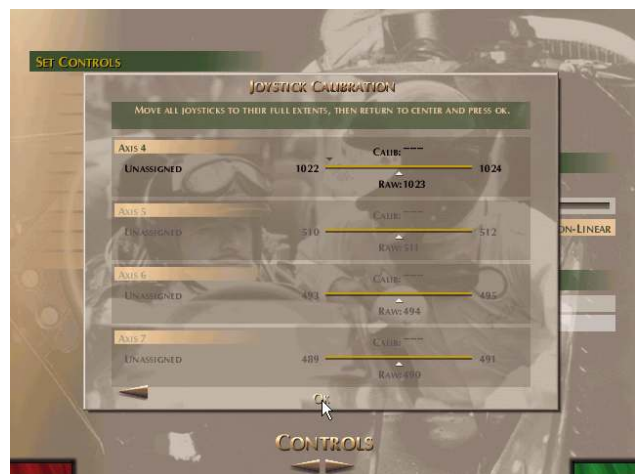 SET CONTROLS
JOYSTICK CALIBRATION
MOVE ALL JOYSTICKS TO THEIR FULL EXTENTS, THEN RETURN TO CENTER AND PRESS OK.
AXIS 4
CALIB: ---
UNASSIGNED 1022 1024
RAW: 1023
AXIS 5
CALIB: ---
UNASSIGNED 510 512
RAW: 511
ON-LINEAR
AXIS 6
CALIB: ---
UNASSIGNED 493 495
RAW: 494
AXIS 7
CALIB: ---
UNASSIGNED 489 491
RAW: 490
OK
CONTROLS